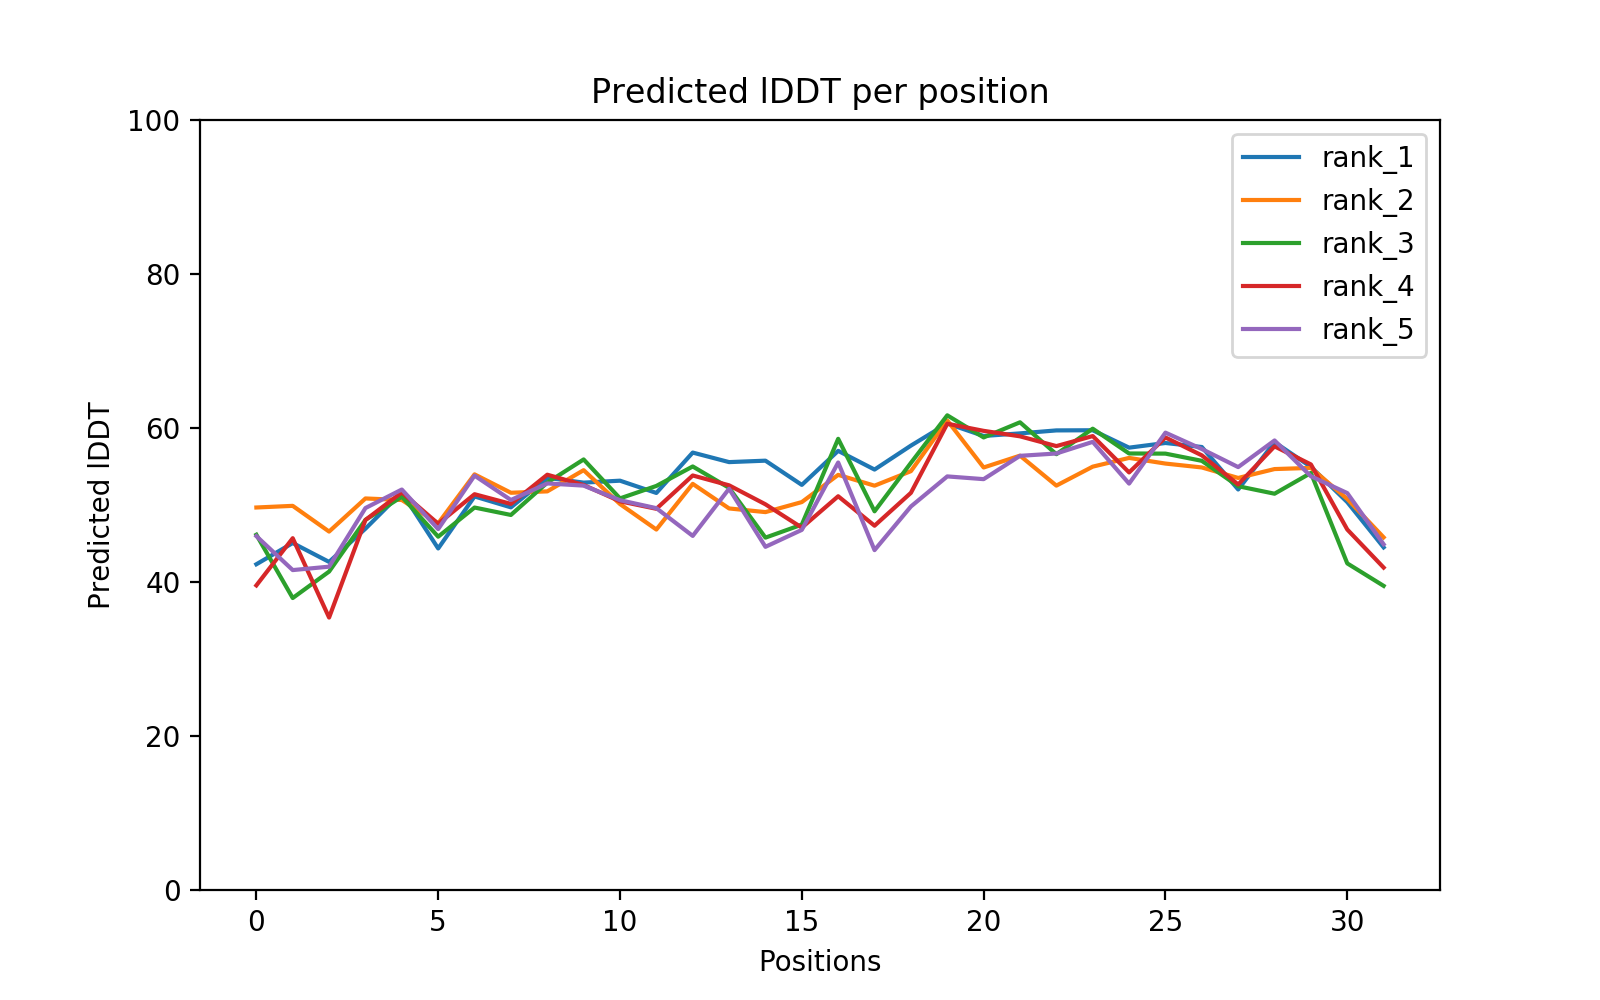 Predicted lDDT per position
100
80
60
40
20
0
Predicted lDDT
rank_1
rank_2
rank_3
rank_4
rank_5
0 5 10 15 20 25 30
Positions